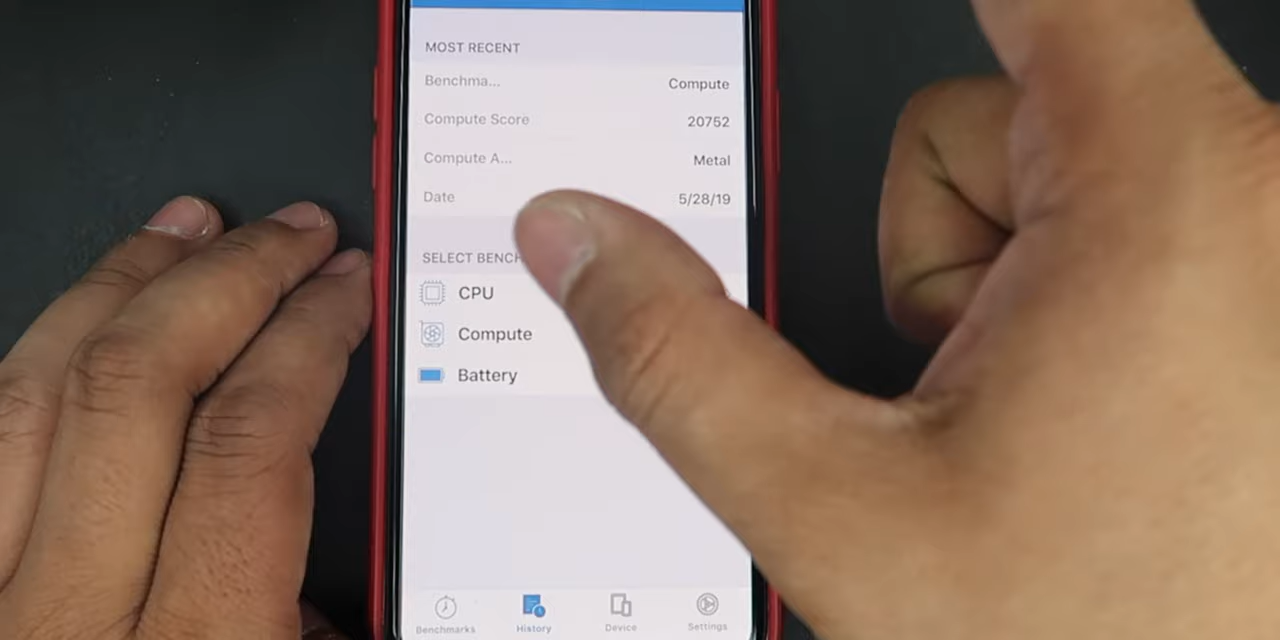 MOST RECENT
Benchma... Compute
Compute Score 20752
Compute A... Metal
Date 5/28/19
SELECT BENCH
CPU
Compute
Battery
Benchmarks History Device Settings